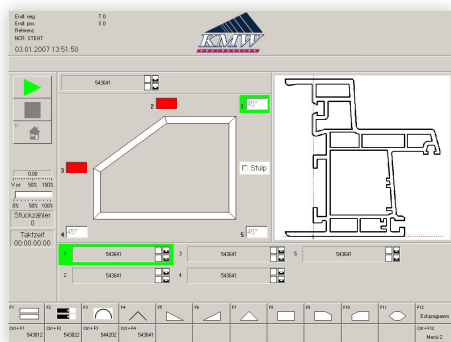 Endl. neg. T 0
Endl. pos. S 0
Referenz
NCR: STEHT
03.01.2007 13:51:50
KMW
ENGINEERING
543641
2
1 45°
3
Stulp
4 45°
5 45°
0.00
V ist 50% 100%
0% 50% 100%
Stückzähler
0
Taktzeit
00:00:00.00
1 543641
3 543641
5 543641
2 543641
4 543641
F1 F2 F3 F4 F5 F6 F7 F8 F9 F10 F11 F12
Eckprogramm
Ctrl + F1 Ctrl + F2 Ctrl + F3 Ctrl + F4 Ctrl + F12
543812 543822 544202 543641 Menü 2